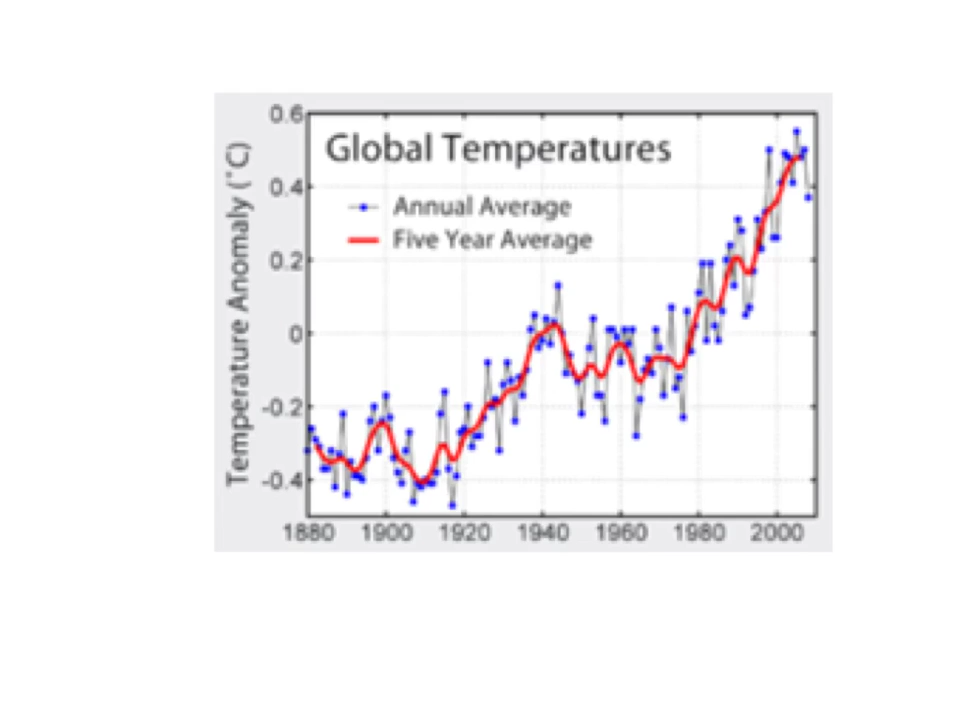 Global Temperatures
Annual Average
Five Year Average
Temperature Anomaly (°C)
0.6
0.4
0.2
0
-0.2
-0.4
1880 1900 1920 1940 1960 1980 2000